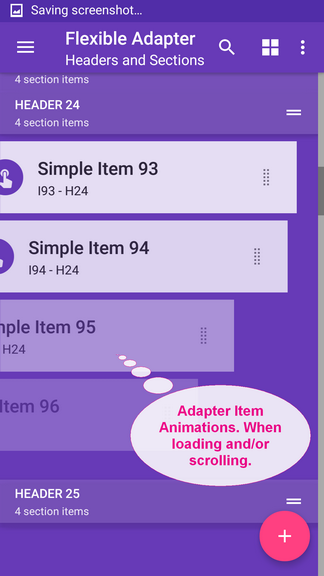 Saving screenshot...
Flexible Adapter
Headers and Sections
4 section items
HEADER 24
4 section items
Simple Item 93
I93 - H24
Simple Item 94
I94 - H24
Item 95
H24
Item 96
Adapter Item
Animations. When
loading and/or
scrolling.
HEADER 25
4 section items